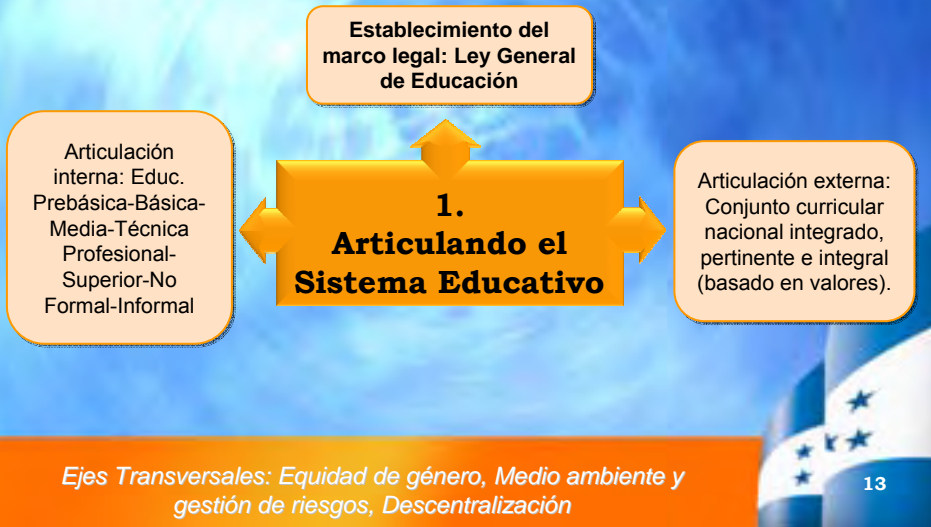 Establecimiento del
marco legal: Ley General
de Educación
Articulación
interna: Educ.
Prebásica-Básica-
Media-Técnica
Profesional-
Superior-No
Formal-Informal
1.
Articulando el
Sistema Educativo
Articulación externa:
Conjunto curricular
nacional integrado,
pertinente e integral
(basado en valores).
Ejes Transversales: Equidad de género, Medio ambiente y
gestión de riesgos, Descentralización
13